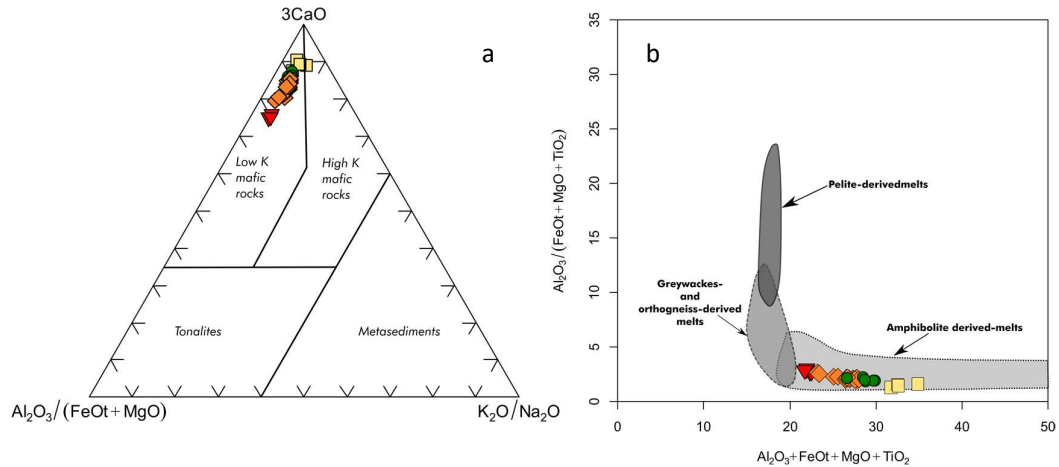 3CaO
a
Low K
mafic
rocks
High K
mafic
rocks
Tonalites
Metasediments
Al₂O₃/(FeOt+MgO)
K₂O/Na₂O
b
35
30
25
20
15
10
5
0
Al₂O₃/(FeOt+MgO+TiO₂)
Pelite-derivedmelts
Greywackes-
and
orthogneiss-derived
melts
Amphibolite derived-melts
0 10 20 30 40 50
Al₂O₃+FeOt+MgO+TiO₂